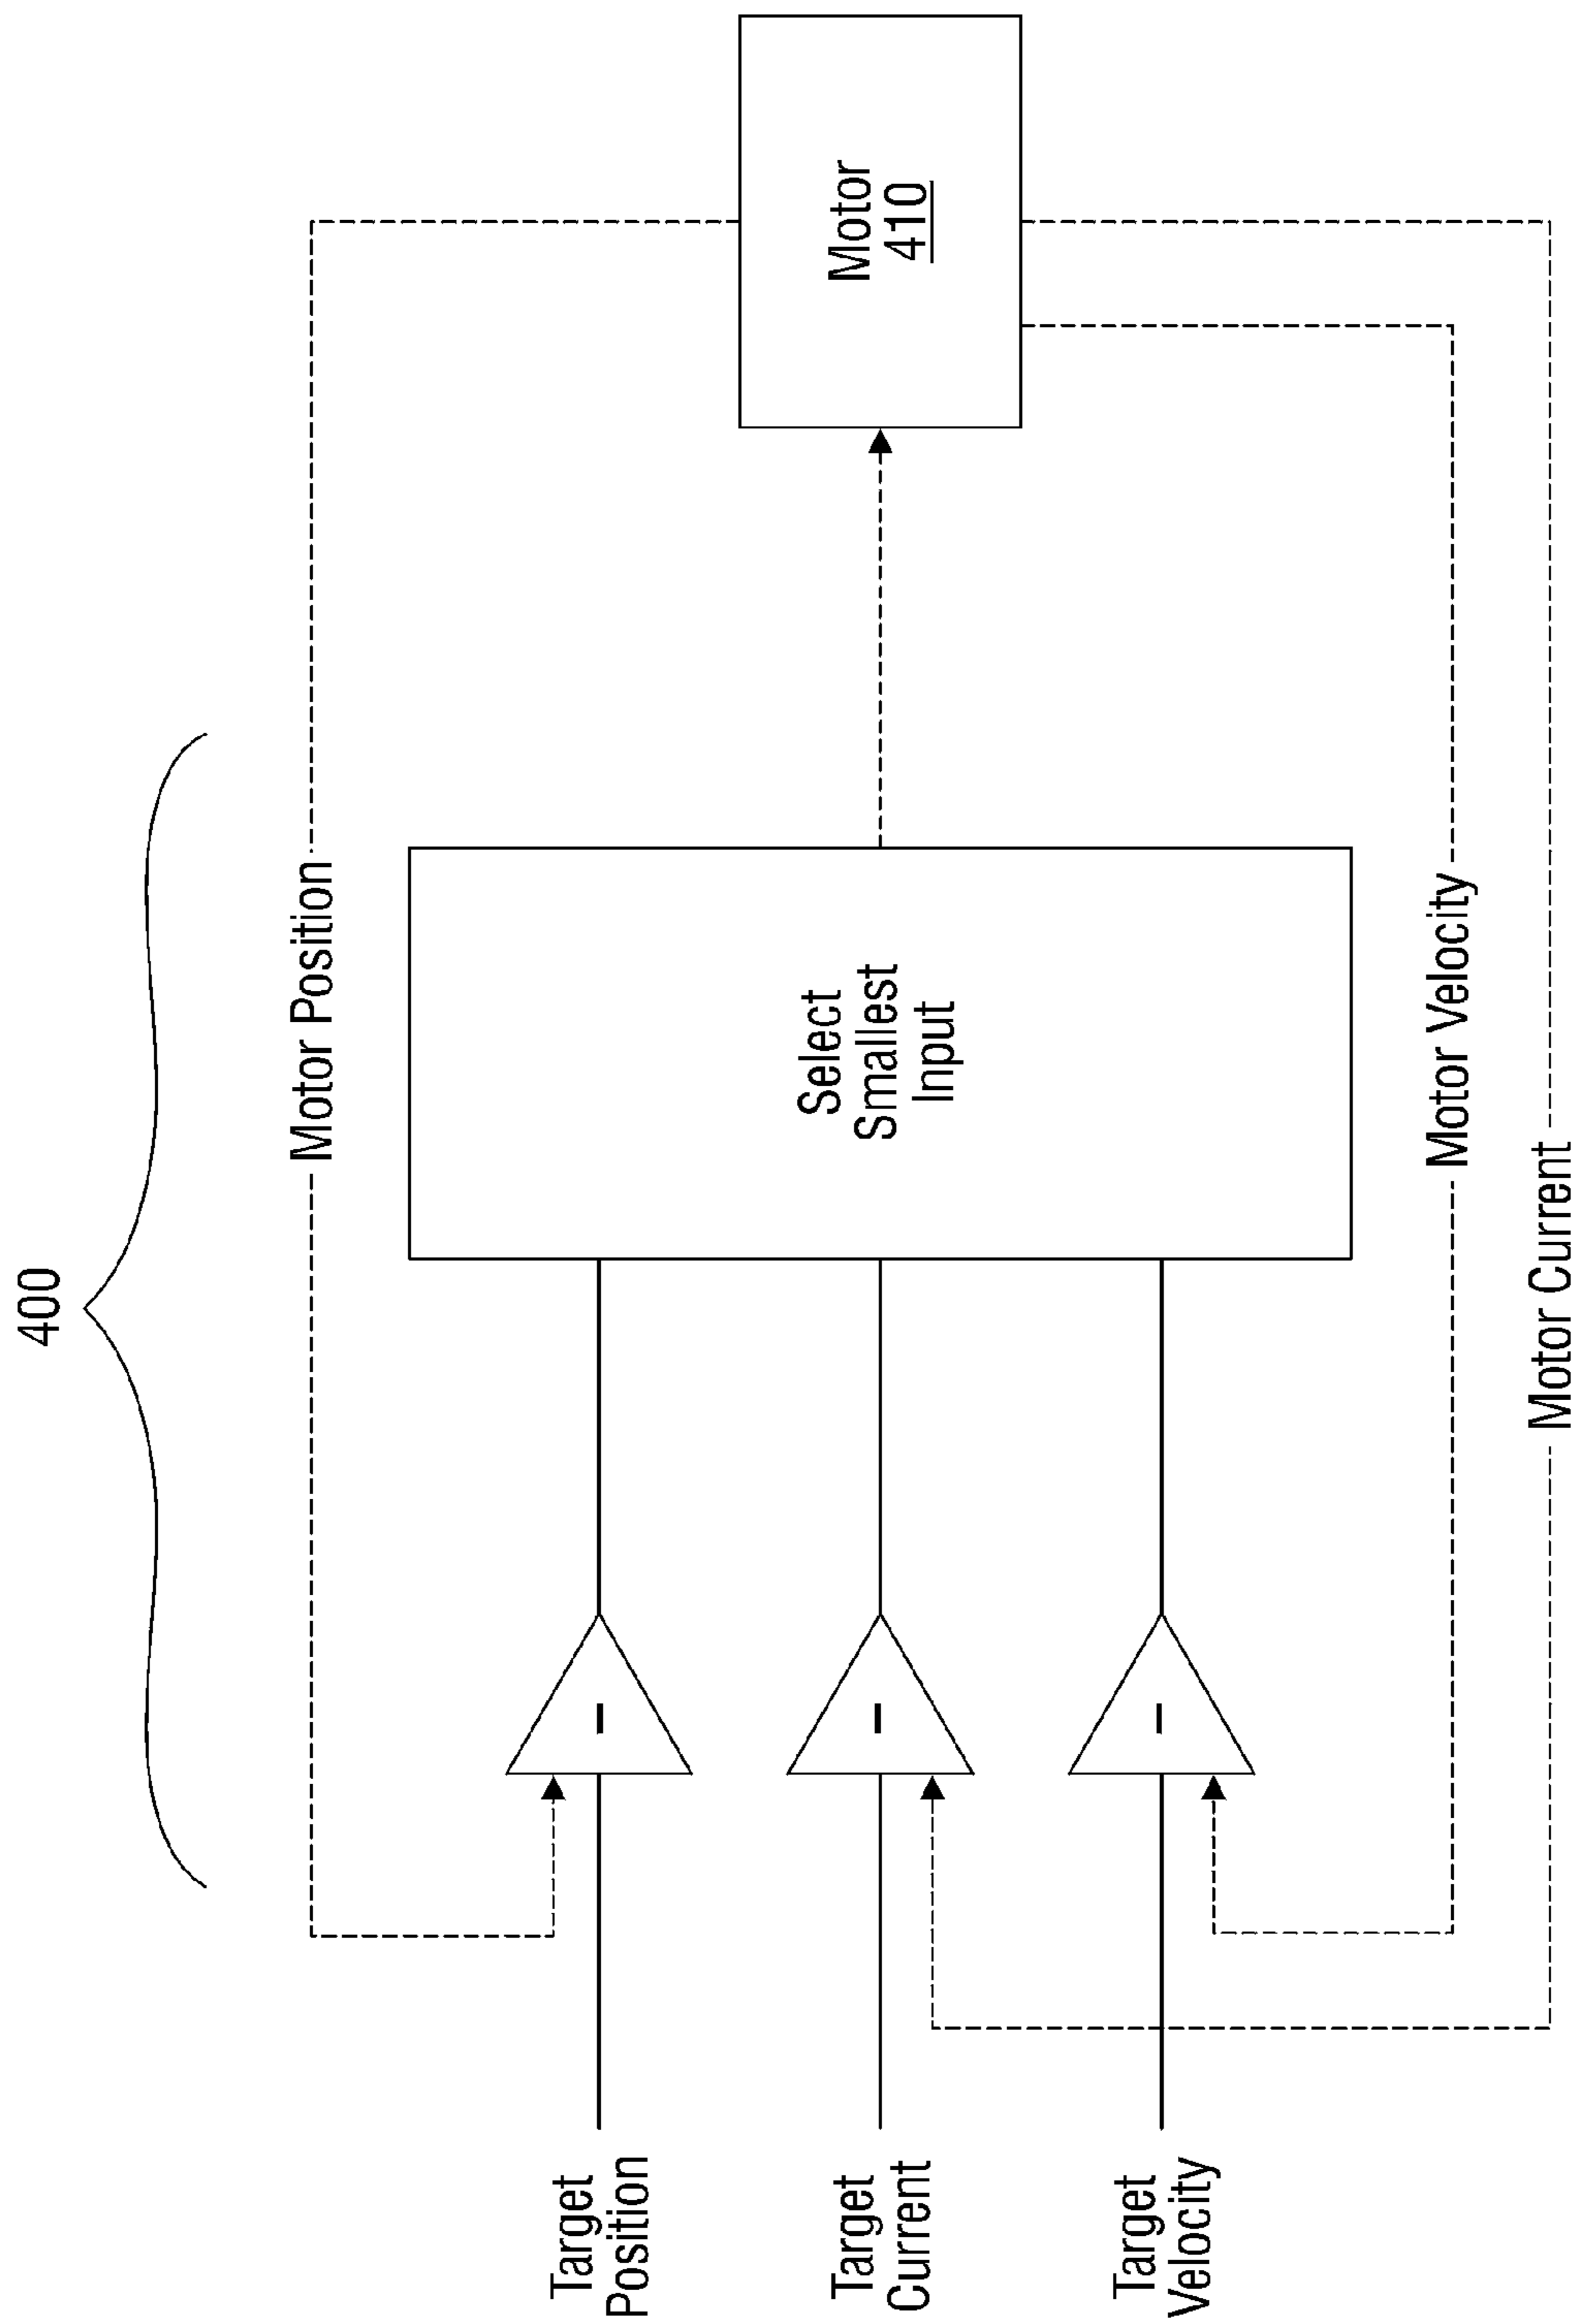 400
Motor Position
Target
Position
Target
Current
Target
Velocity
Select
Smallest
Input
Motor
410
Motor Velocity
Motor Current